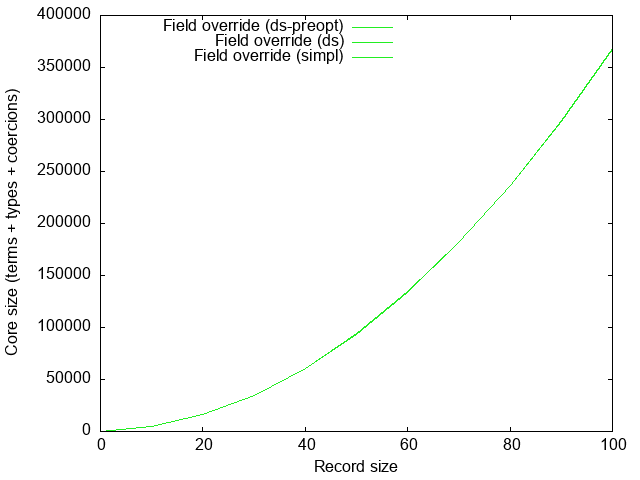 Field override (ds-preopt)
Field override (ds)
Field override (simpl)
400000
350000
300000
250000
200000
150000
100000
50000
0
Core size (terms + types + coercions)
0 20 40 60 80 100
Record size